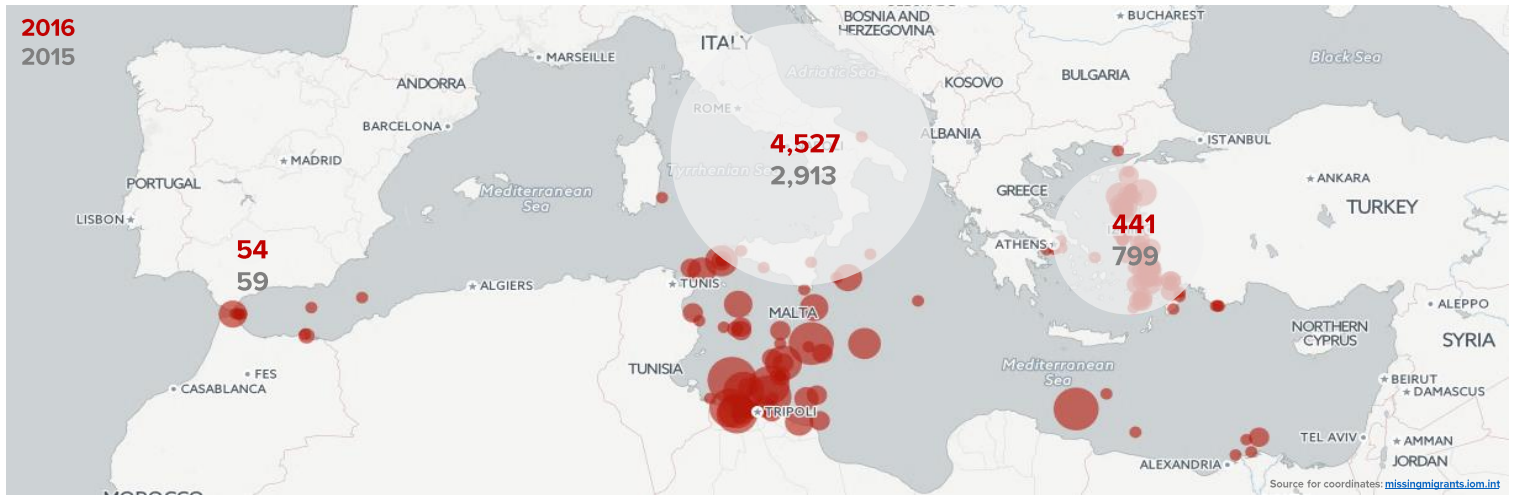 2016
2015
BOSNIA AND
HERZEGOVINA
BUCHAREST
ITALY
MARSEILLE
Black Sea
Adriatic Sea
BULGARIA
ANDORRA
KOSOVO
ROME
BARCELONA
ALBANIA
ISTANBUL
4,527
2,913
MADRID
Tyrrhenian Se
ANKARA
PORTUGAL
Mediterranean
Sea
GREECE
TURKEY
LISBON
441
799
ATHENS
54
59
TUNIS
ALGIERS
ALEPPO
MALTA
NORTHERN
CYPRUS
SYRIA
TUNISIA
Mediterranean
Sea
FES
CASABLANCA
BEIRUT
DAMASCUS
TRIPOLI
TEL AVIV
AMMAN
ALEXANDRIA
JORDAN
Source for coordinates: missingmigrants.iom.int
MOROCCO